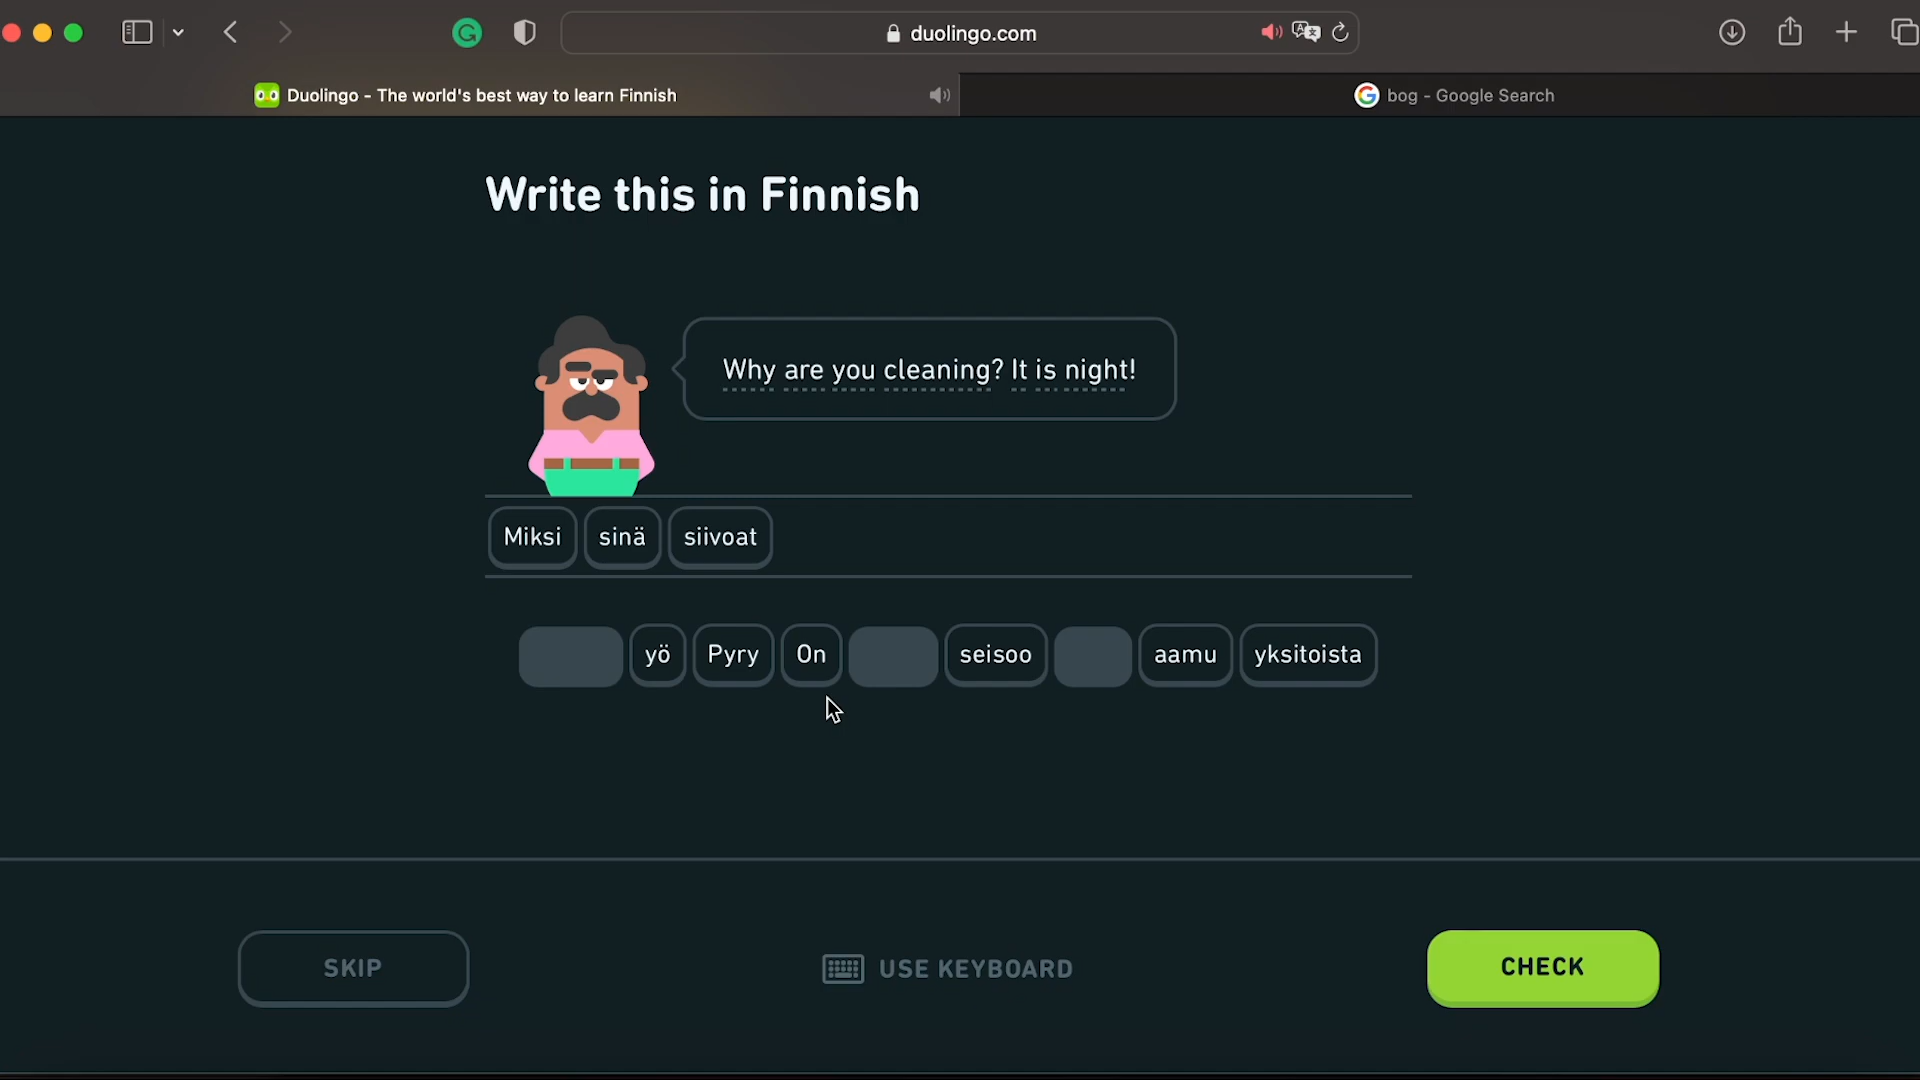 duolingo.com
Duolingo - The world's best way to learn Finnish
bog - Google Search
Write this in Finnish
Why are you cleaning? It is night!
Miksi sinä siivoat
yö Pyry On seisoo aamu yksitoista
SKIP USE KEYBOARD CHECK